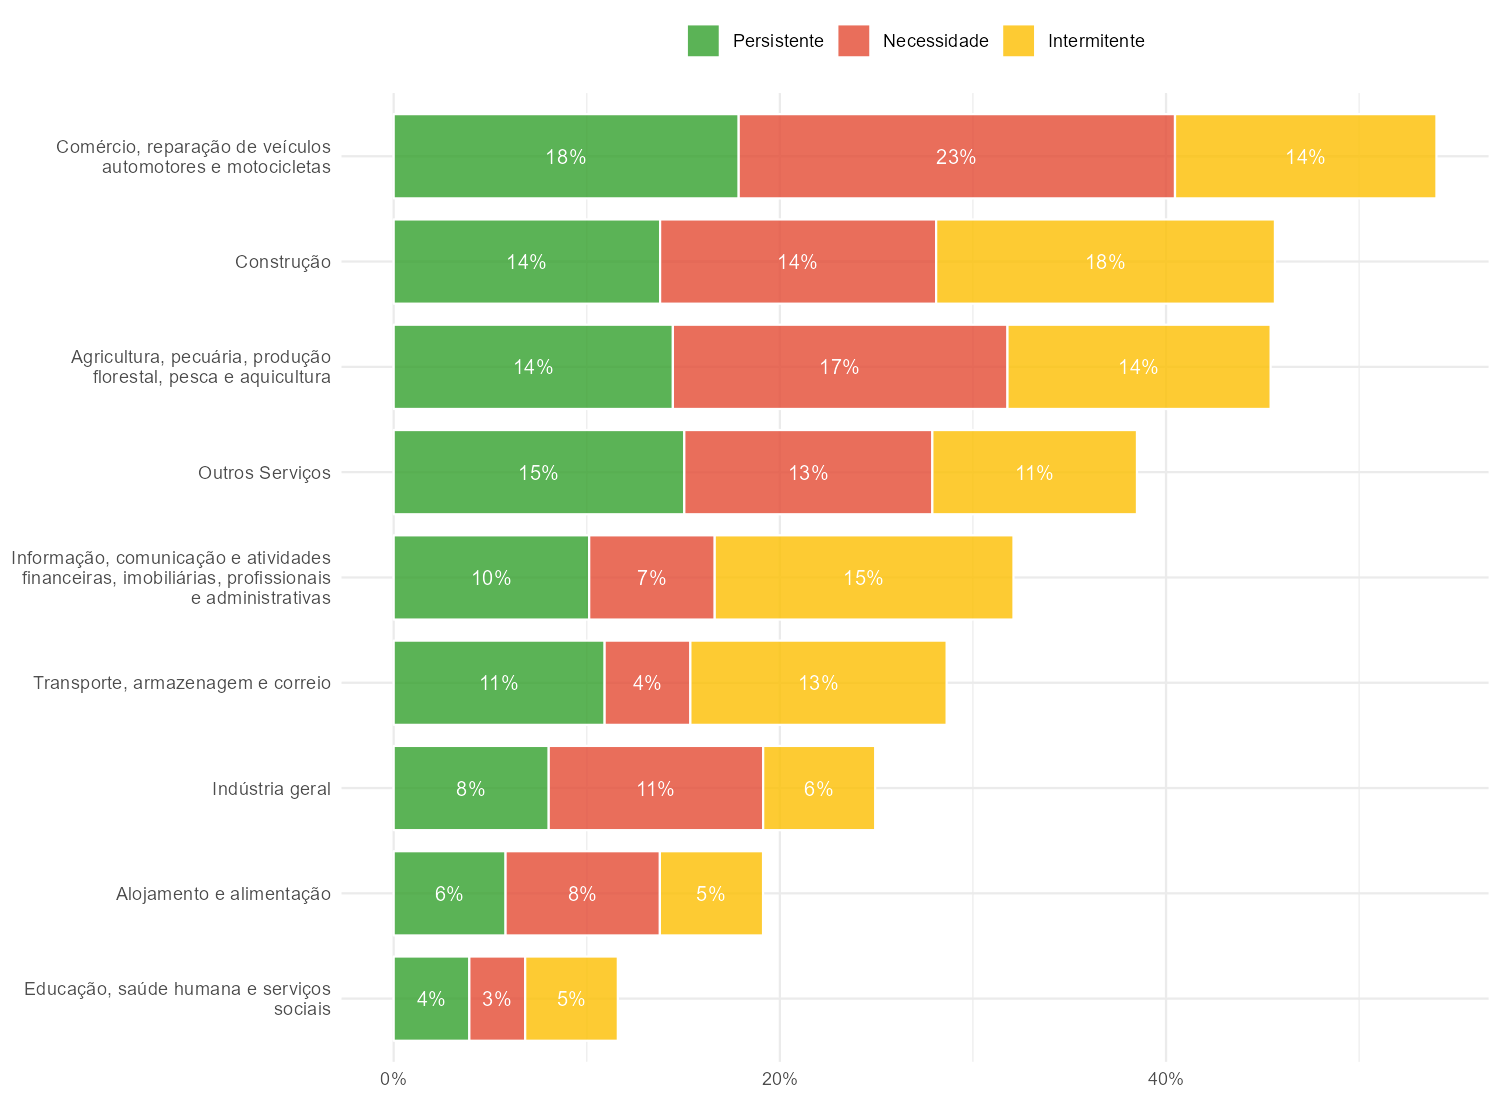 Persistente Necessidade Intermitente
Comércio, reparação de veículos
automotores e motocicletas
18% 23% 14%
Construção
14% 14% 18%
Agricultura, pecuária, produção
florestal, pesca e aquicultura
14% 17% 14%
Outros Serviços
15% 13% 11%
Informação, comunicação e atividades
financeiras, imobiliárias, profissionais
e administrativas
10% 7% 15%
Transporte, armazenagem e correio
11% 4% 13%
Indústria geral
8% 11% 6%
Alojamento e alimentação
6% 8% 5%
Educação, saúde humana e serviços
sociais
4% 3% 5%
0% 20% 40%